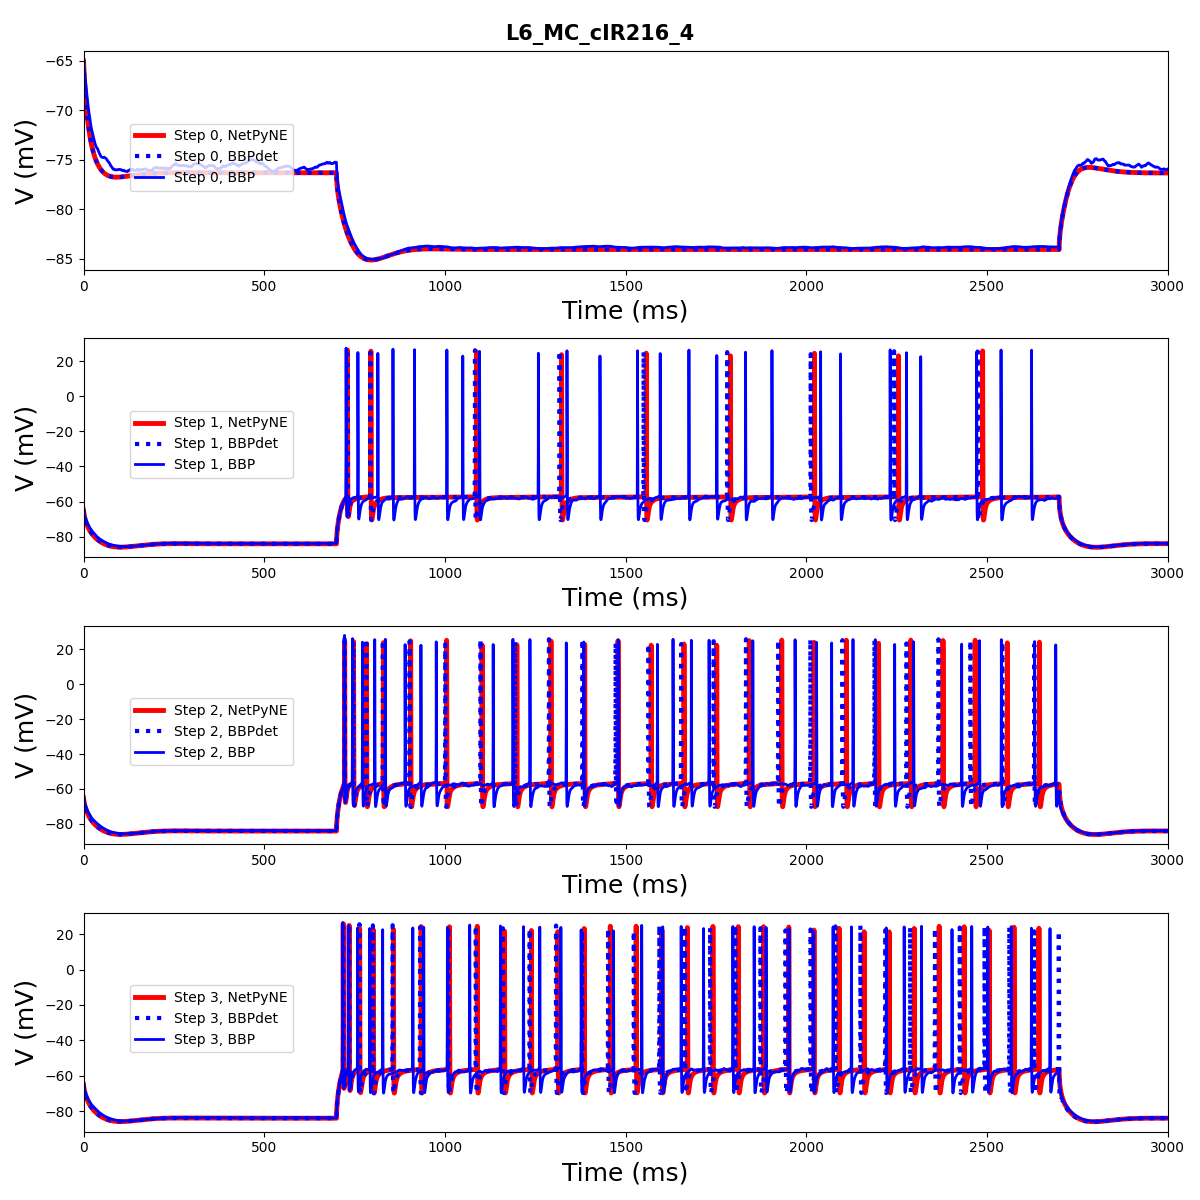 L6_MC_cIR216_4
−65
−70
−75
−80
−85
V (mV)
Step 0, NetPyNE
Step 0, BBPdet
Step 0, BBP
0 500 1000 1500 2000 2500 3000
Time (ms)
20
0
−20
−40
−60
−80
V (mV)
Step 1, NetPyNE
Step 1, BBPdet
Step 1, BBP
0 500 1000 1500 2000 2500 3000
Time (ms)
20
0
−20
−40
−60
−80
V (mV)
Step 2, NetPyNE
Step 2, BBPdet
Step 2, BBP
0 500 1000 1500 2000 2500 3000
Time (ms)
20
0
−20
−40
−60
−80
V (mV)
Step 3, NetPyNE
Step 3, BBPdet
Step 3, BBP
0 500 1000 1500 2000 2500 3000
Time (ms)